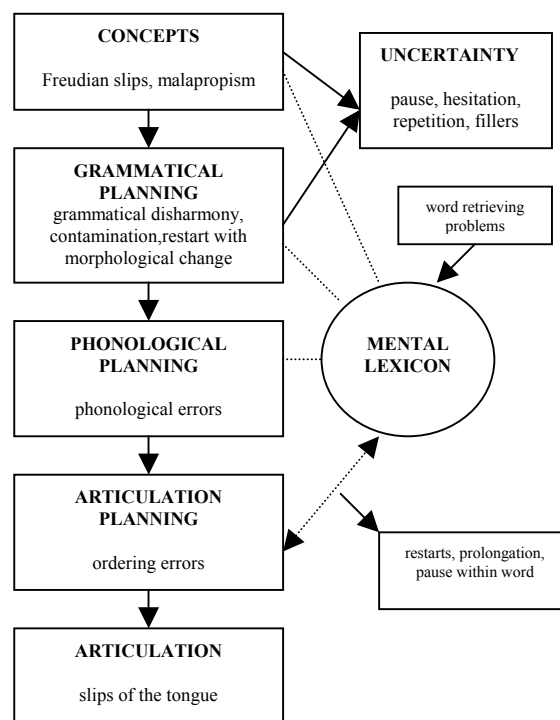 CONCEPTS
Freudian slips, malapropism
UNCERTAINTY
pause, hesitation,
repetition, fillers
GRAMMATICAL
PLANNING
grammatical disharmony,
contamination,restart with
morphological change
word retrieving
problems
PHONOLOGICAL
PLANNING
phonological errors
MENTAL
LEXICON
ARTICULATION
PLANNING
ordering errors
restarts, prolongation,
pause within word
ARTICULATION
slips of the tongue